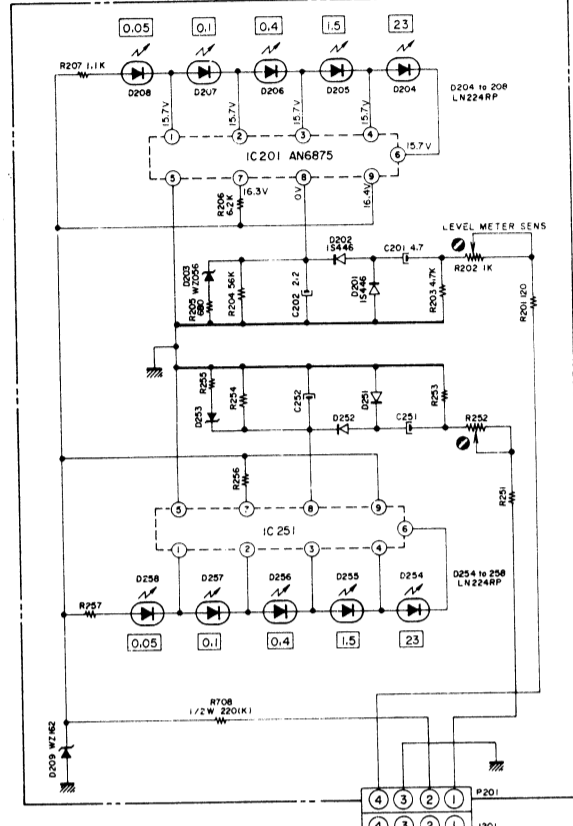 0.05 0.1 0.4 1.5 23
R207 1.1K
D208 D207 D206 D205 D204
D204 to 208
LN224RP
15.7V 15.7V 15.7V 15.7V
1 2 3 4
IC201 AN6875
6 15.7V
5 7 8 9
R206 6.2K
16.3V
0V
16.4V
LEVEL METER SENS
D202
1S446
C201 4.7
R202 1K
D203 WZ056
R205 680
R204 56K
C202 2.2
D201 1S446
R203 4.7K
R201 120
R255
D253
R254
C252
D251
R253
D252
C251
R252
R256
R251
5 7 8 9
IC251
6
1 2 3 4
D258 D257 D256 D255 D254
D254 to 258
LN224RP
R257
0.05 0.1 0.4 1.5 23
R708
1/2W 220(K)
D209 WZ162
4 3 2 1
P201
4 3 2 1